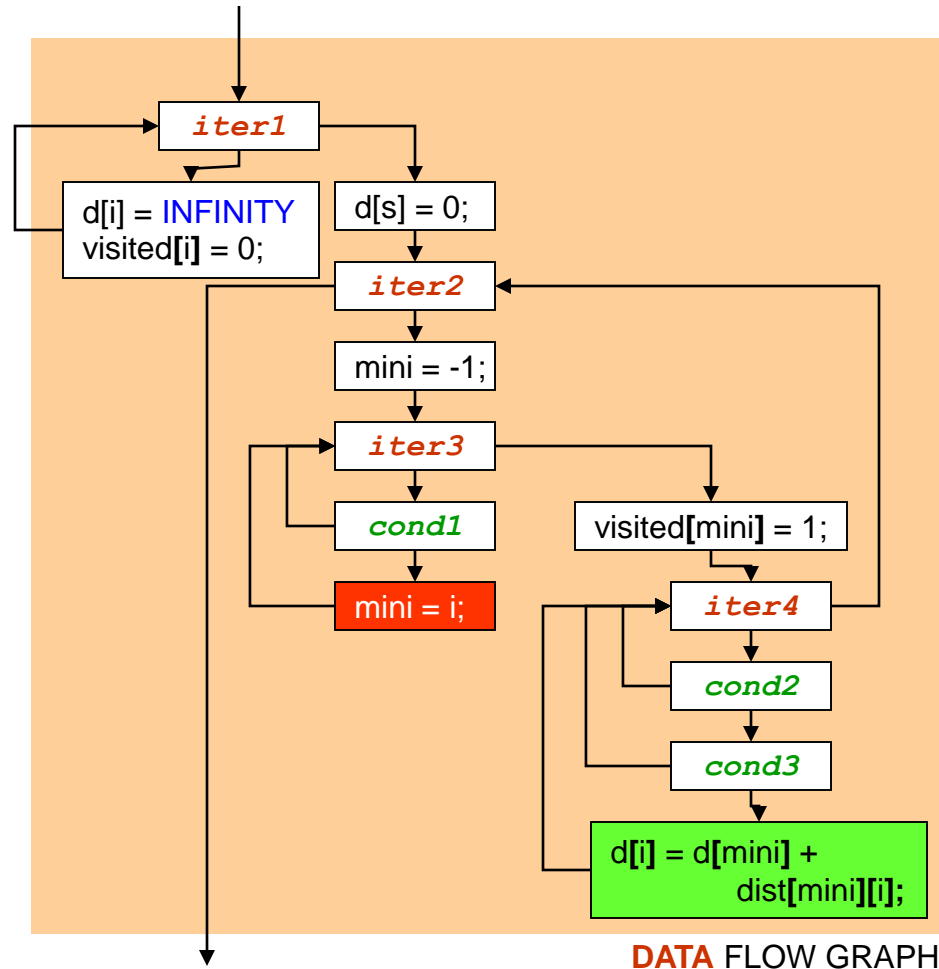 iter1
d[i] = INFINITY
visited[i] = 0;
d[s] = 0;
iter2
mini = -1;
iter3
cond1
mini = i;
visited[mini] = 1;
iter4
cond2
cond3
d[i] = d[mini] +
dist[mini][i];
DATA FLOW GRAPH